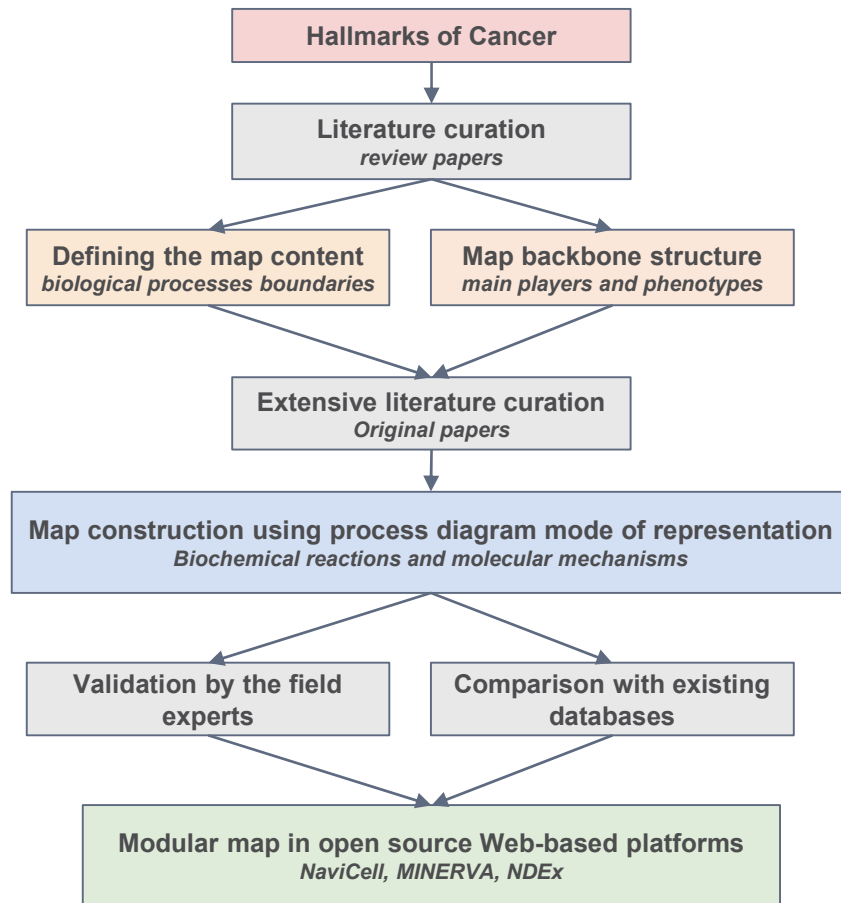 Hallmarks of Cancer
Literature curation
review papers
Defining the map content
biological processes boundaries
Map backbone structure
main players and phenotypes
Extensive literature curation
Original papers
Map construction using process diagram mode of representation
Biochemical reactions and molecular mechanisms
Validation by the field
experts
Comparison with existing
databases
Modular map in open source Web-based platforms
NaviCell, MINERVA, NDEx